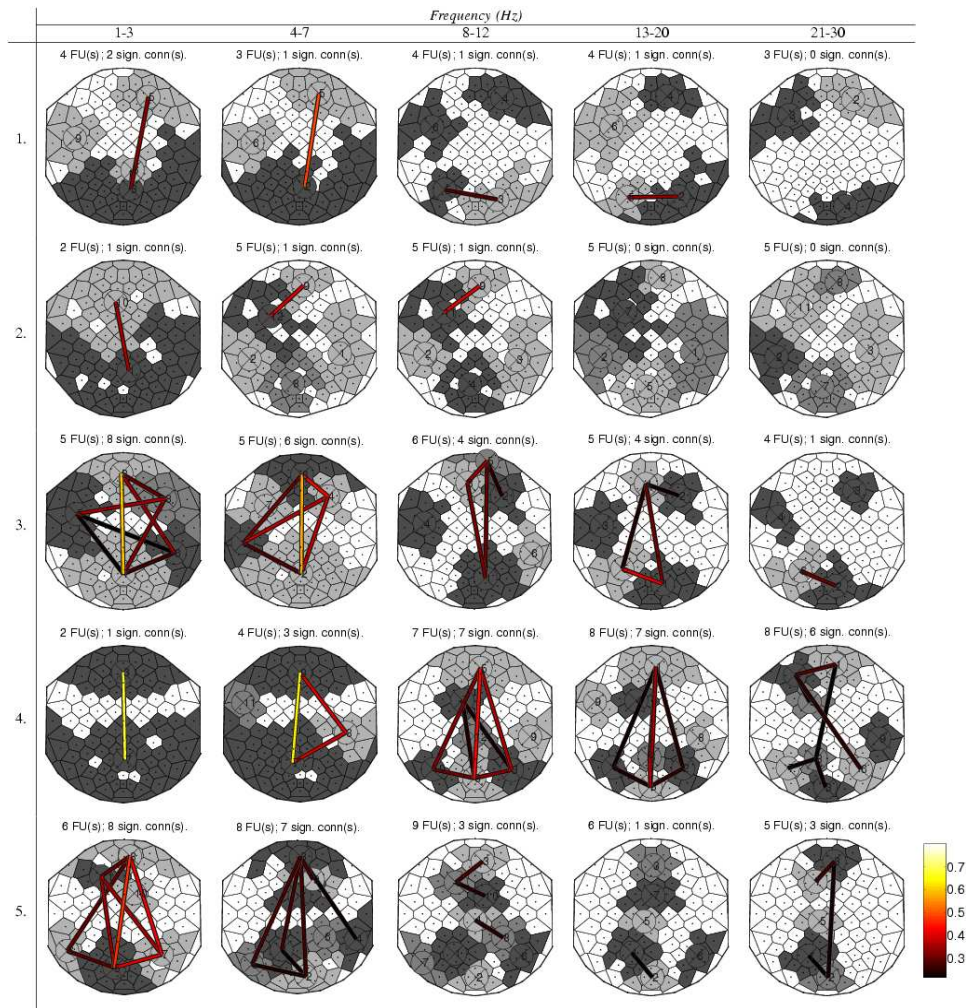 Frequency (Hz)
1-3 4-7 8-12 13-20 21-30
4 FU(s); 2 sign. conn(s). 3 FU(s); 1 sign. conn(s). 4 FU(s); 1 sign. conn(s). 4 FU(s); 1 sign. conn(s). 3 FU(s); 0 sign. conn(s).
1.
2 FU(s); 1 sign. conn(s). 5 FU(s); 1 sign. conn(s). 5 FU(s); 1 sign. conn(s). 5 FU(s); 0 sign. conn(s). 5 FU(s); 0 sign. conn(s).
2.
5 FU(s); 8 sign. conn(s). 5 FU(s); 6 sign. conn(s). 6 FU(s); 4 sign. conn(s). 5 FU(s); 4 sign. conn(s). 4 FU(s); 1 sign. conn(s).
3.
2 FU(s); 1 sign. conn(s). 4 FU(s); 3 sign. conn(s). 7 FU(s); 7 sign. conn(s). 8 FU(s); 7 sign. conn(s). 8 FU(s); 6 sign. conn(s).
4.
6 FU(s); 8 sign. conn(s). 8 FU(s); 7 sign. conn(s). 9 FU(s); 3 sign. conn(s). 6 FU(s); 1 sign. conn(s). 5 FU(s); 3 sign. conn(s).
5.
0.7
0.6
0.5
0.4
0.3